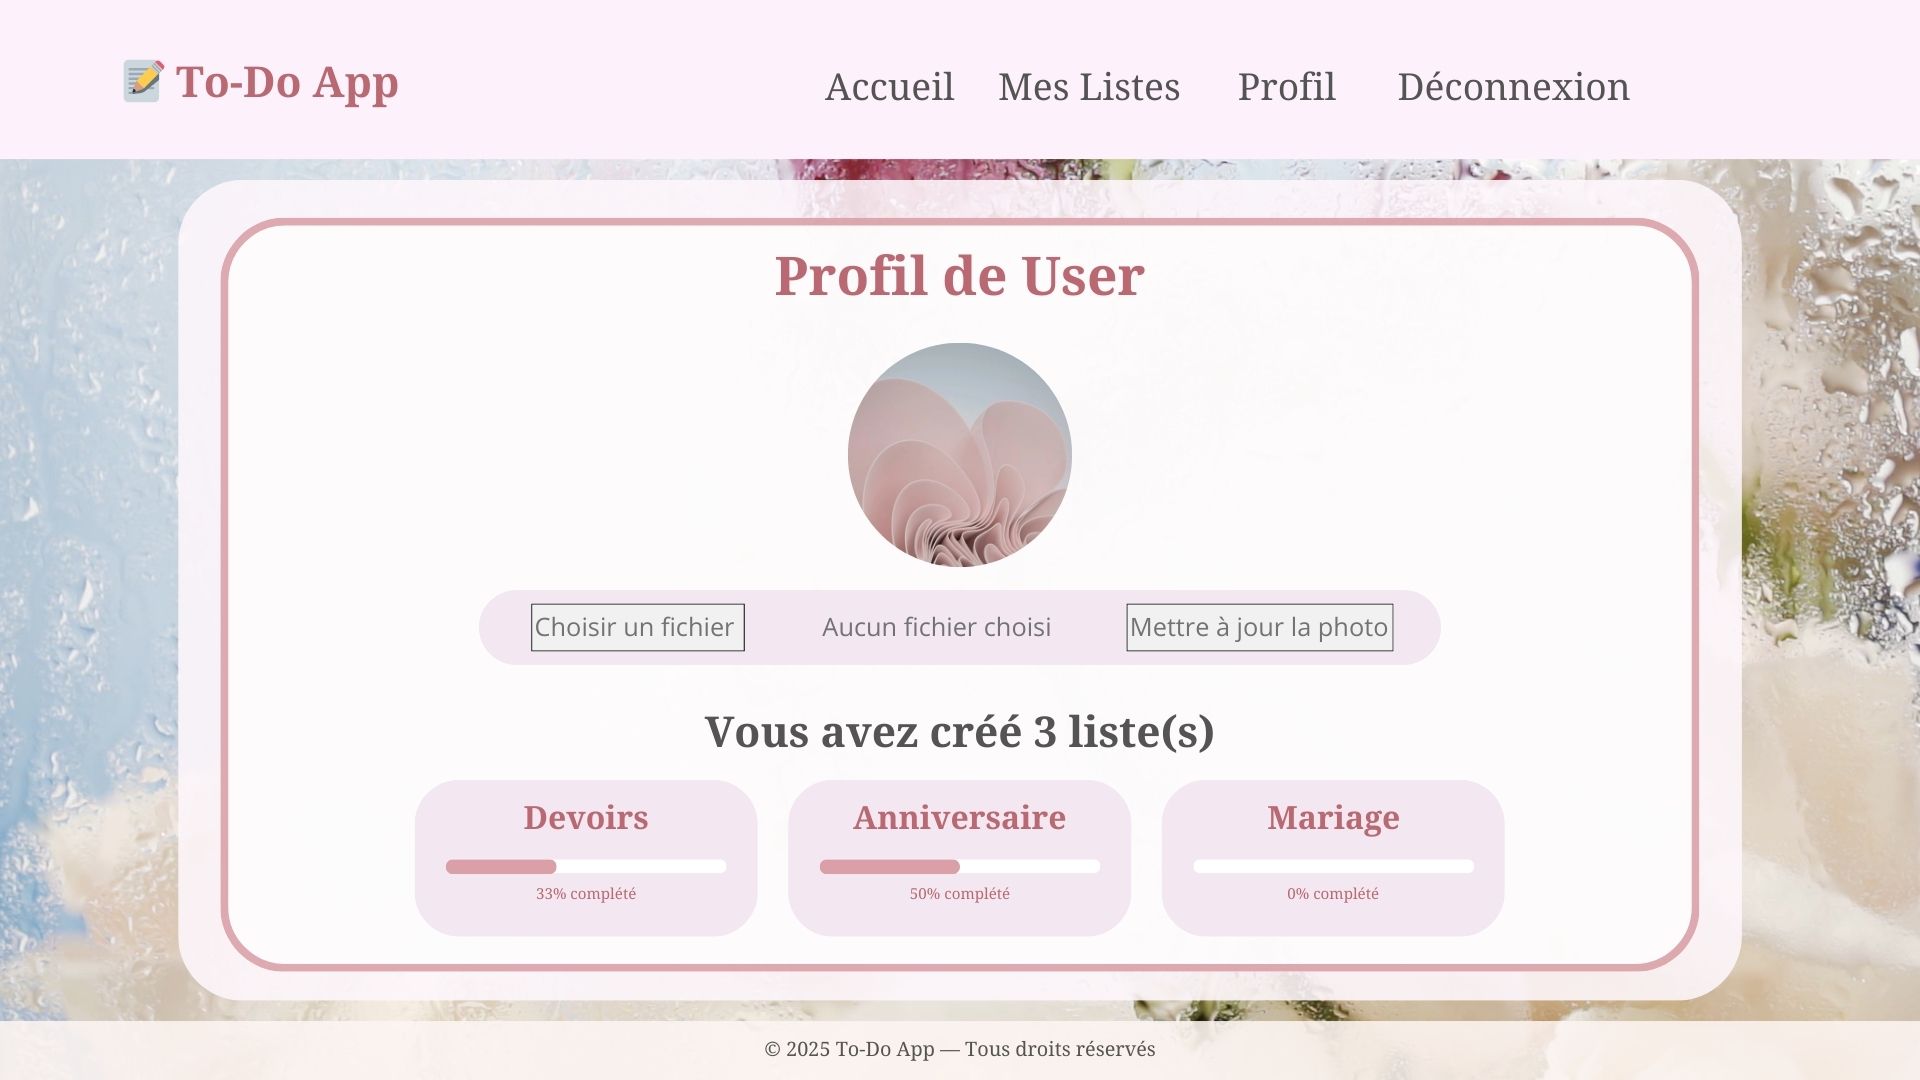 To-Do App
Accueil Mes Listes Profil Déconnexion
Profil de User
Choisir un fichier Aucun fichier choisi Mettre à jour la photo
Vous avez créé 3 liste(s)
Devoirs Anniversaire Mariage
33% complété 50% complété 0% complété
© 2025 To-Do App — Tous droits réservés